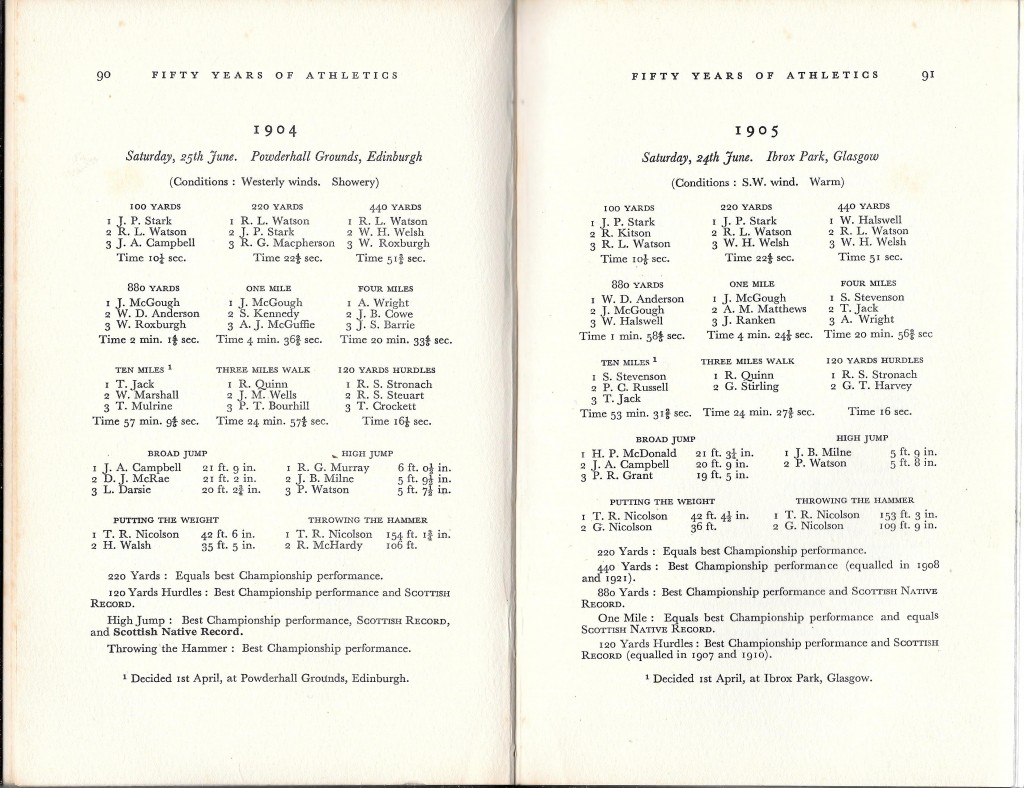 90 FIFTY YEARS OF ATHLETICS
1904
Saturday, 25th June. Powderhall Grounds, Edinburgh
(Conditions : Westerly winds. Showery)
100 YARDS 220 YARDS 440 YARDS
1 J. P. Stark 1 R. L. Watson 1 R. L. Watson
2 R. L. Watson 2 J. P. Stark 2 W. H. Welsh
3 J. A. Campbell 3 R. G. Macpherson 3 W. Roxburgh
Time sec. Time 22⅘ sec. Time sec.
880 YARDS ONE MILE FOUR MILES
1 J. McGough 1 J. McGough 1 A. Wright
2 W. D. Anderson 2 S. Kennedy 2 J. B. Cowe
3 W. Roxburgh 3 A. J. McGuffie 3 J. S. Barrie
Time 2 min. 1⅘ sec. Time 4 min. sec. Time 20 min. 33⅘ sec.
TEN MILES ¹ THREE MILES WALK 120 YARDS HURDLES
1 T. Jack 1 R. Quinn 1 R. S. Stronach
2 W. Marshall 2 J. M. Wells 2 R. S. Steuart
3 T. Mulrine 3 P. T. Bourhill 3 T. Crockett
Time 57 min. 9⅘ sec. Time 24 min. 57⅘ sec. Time 16⅕ sec.
BROAD JUMP HIGH JUMP
1 J. A. Campbell 21 ft. 9 in. 1 R. G. Murray 6 ft. 0½ in.
2 D. J. McRae 21 ft. 2 in. 2 J. B. Milne 5 ft. 9½ in.
3 L. Darsie 20 ft. 2¾ in. 3 P. Watson 5 ft. 7½ in.
PUTTING THE WEIGHT THROWING THE HAMMER
1 T. R. Nicolson 42 ft. 6 in. 1 T. R. Nicolson 154 ft. 1¾ in.
2 H. Walsh 35 ft. 5 in. 2 R. McHardy 106 ft.
220 Yards : Equals best Championship performance.
120 Yards Hurdles : Best Championship performance and SCOTTISH
RECORD.
High Jump : Best Championship performance, SCOTTISH RECORD,
and Scottish Native Record.
Throwing the Hammer : Best Championship performance.
¹ Decided 1st April, at Powderhall Grounds, Edinburgh.
FIFTY YEARS OF ATHLETICS 91
1905
Saturday, 24th June. Ibrox Park, Glasgow
(Conditions : S.W. wind. Warm)
100 YARDS 220 YARDS 440 YARDS
1 J. P. Stark 1 J. P. Stark 1 W. Halswell
2 R. Kitson 2 R. L. Watson 2 R. L. Watson
3 R. L. Watson 3 W. H. Welsh 3 W. H. Welsh
Time sec. Time 22⅘ sec. Time 51 sec.
880 YARDS ONE MILE FOUR MILES
1 W. D. Anderson 1 J. McGough 1 S. Stevenson
2 J. McGough 2 A. M. Matthews 2 T. Jack
3 W. Halswell 3 J. Ranken 3 A. Wright
Time 1 min. 58⅘ sec. Time 4 min. 24⅕ sec. Time 20 min. sec
TEN MILES ¹ THREE MILES WALK 120 YARDS HURDLES
1 S. Stevenson 1 R. Quinn 1 R. S. Stronach
2 P. C. Russell 2 G. Stirling 2 G. T. Harvey
3 T. Jack
Time 53 min. sec. Time 24 min. sec. Time 16 sec.
BROAD JUMP HIGH JUMP
1 H. P. McDonald 21 ft. 3½ in. 1 J. B. Milne 5 ft. 9 in.
2 J. A. Campbell 20 ft. 9 in. 2 P. Watson 5 ft. 8 in.
3 P. R. Grant 19 ft. 5 in.
PUTTING THE WEIGHT THROWING THE HAMMER
1 T. R. Nicolson 42 ft. 4½ in. 1 T. R. Nicolson 153 ft. 3 in.
2 G. Nicolson 36 ft. 2 G. Nicolson 109 ft. 9 in.
220 Yards : Equals best Championship performance.
440 Yards : Best Championship performance (equalled in 1908
and 1921).
880 Yards : Best Championship performance and SCOTTISH NATIVE
RECORD.
One Mile : Equals best Championship performance and equals
SCOTTISH NATIVE RECORD.
120 Yards Hurdles : Best Championship performance and SCOTTISH
RECORD (equalled in 1907 and 1910).
¹ Decided 1st April, at Ibrox Park, Glasgow.